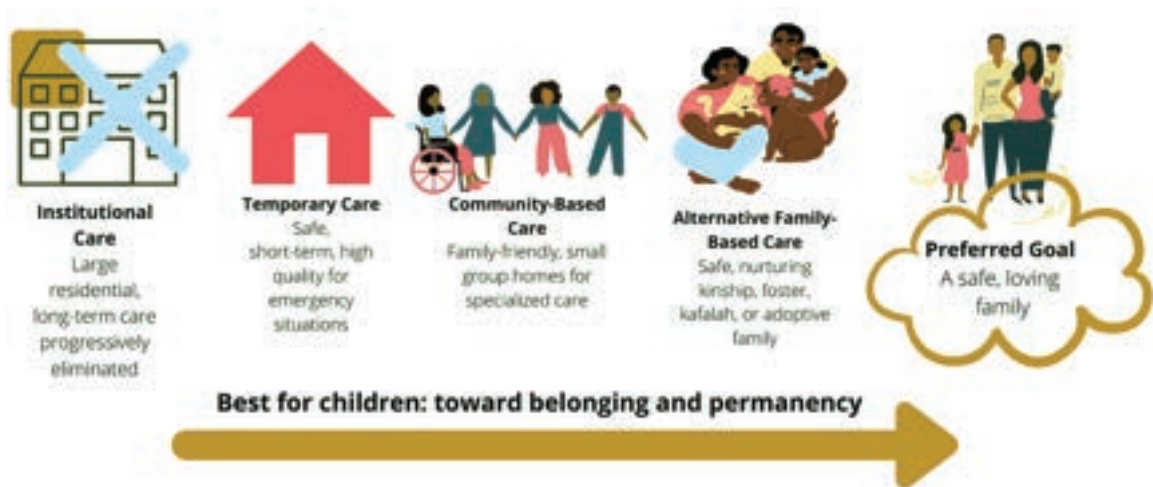 Institutional
Care
Large
residential,
long-term care
progressively
eliminated
Temporary Care
Safe,
short-term, high
quality for
emergency
situations
Community-Based
Care
Family-friendly, small
group homes for
specialized care
Alternative Family-
Based Care
Safe, nurturing
kinship, foster,
kafalah, or adoptive
family
Preferred Goal
A safe, loving
family
Best for children: toward belonging and permanency